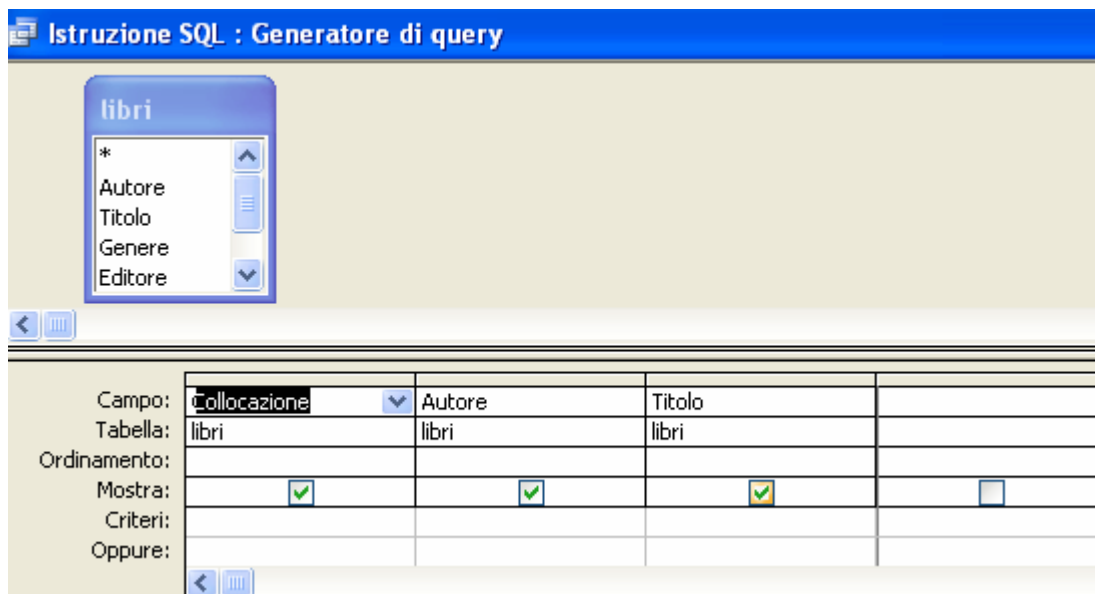 Istruzione SQL : Generatore di query
libri
*
Autore
Titolo
Genere
Editore
Campo: Collocazione Autore Titolo
Tabella: libri libri libri
Ordinamento:
Mostra:
Criteri:
Oppure: